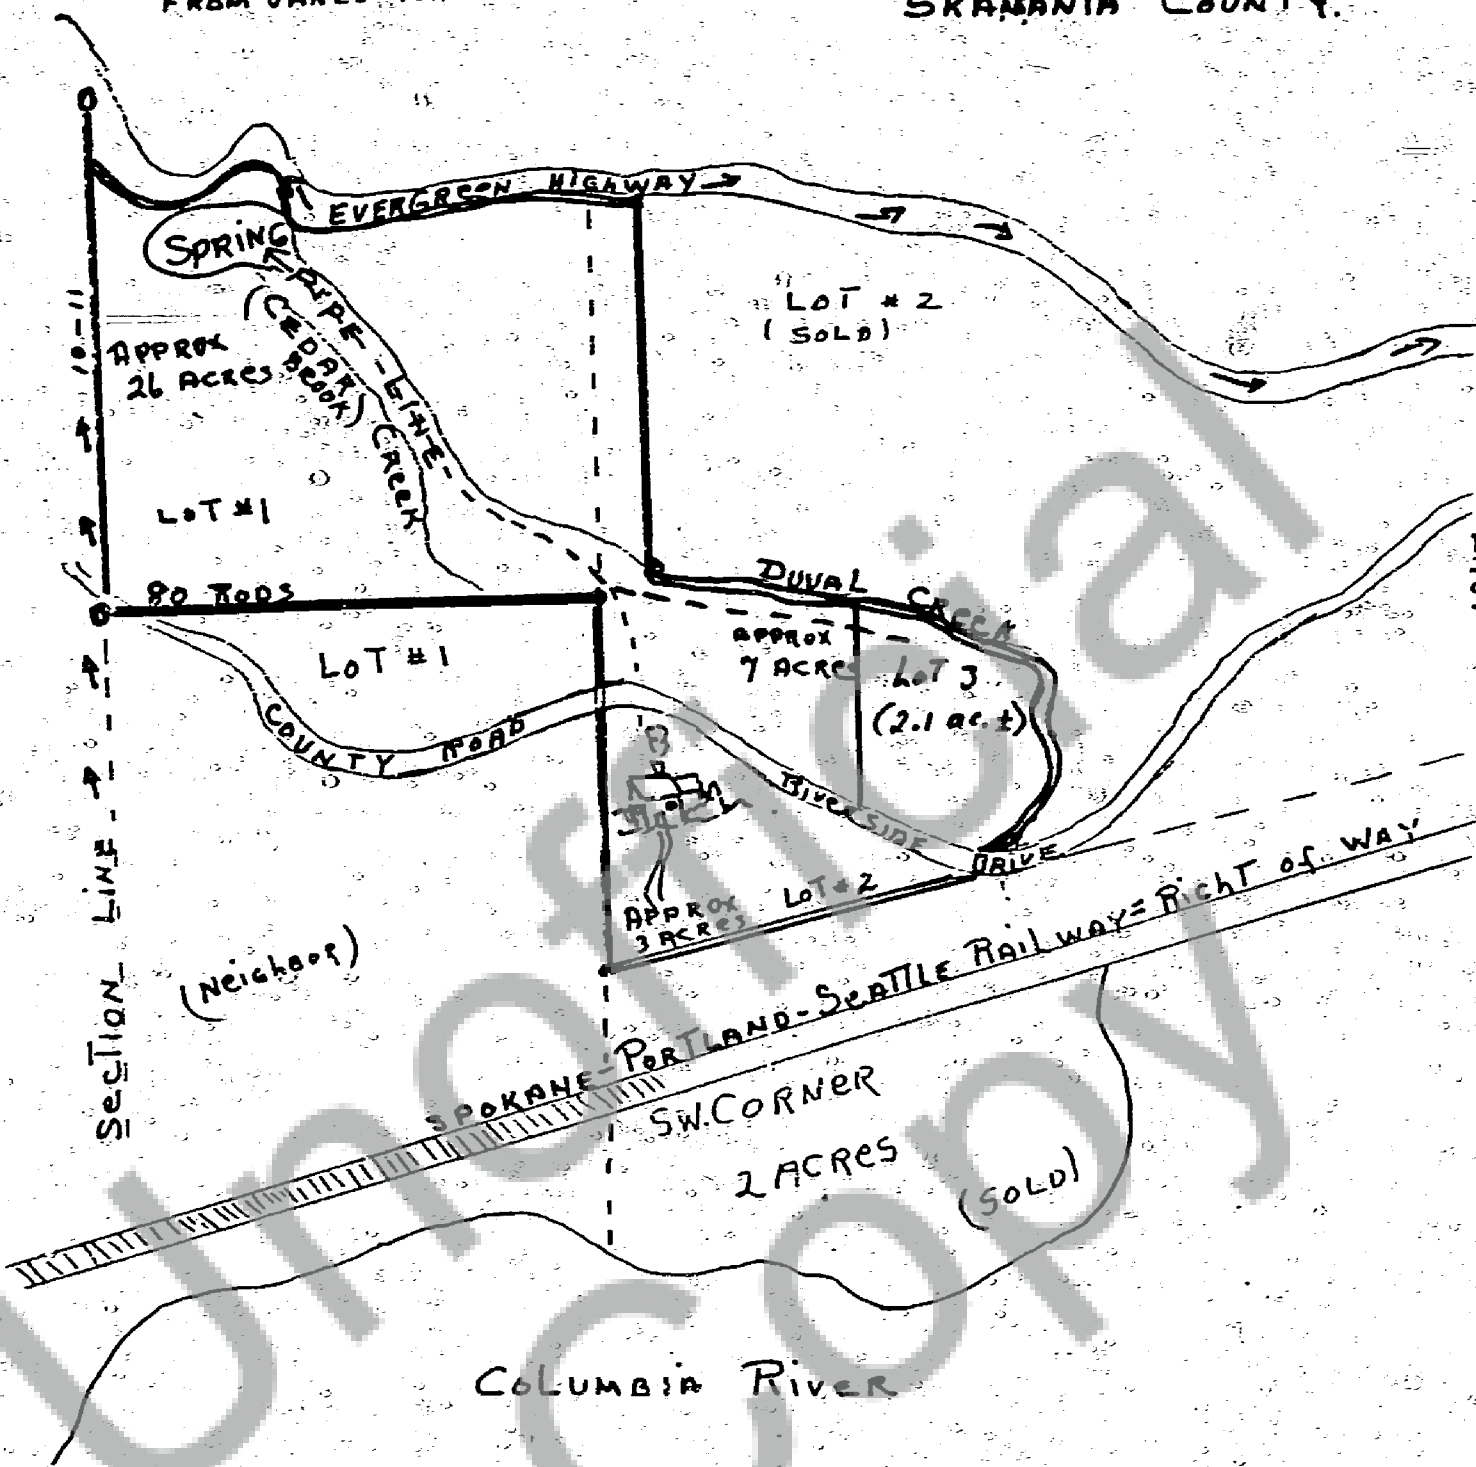 SKAMANIA COUNTY.
EVERGREEN HIGHWAY
SPRING
PIPE-LINE-
(CEDAR
BROOK)
CREEK
LOT # 2
(SOLD)
10-11
APPROX
26 ACRES
LOT #1
80 RODS
LOT #1
DUVAL CREEK
APPROX
7 ACRES
LOT 3
(2.1 ac.±)
COUNTY ROAD
RIVERSIDE DRIVE
LOT #2
APPROX
3 ACRES
SECTION LINE
(NEIGHBOR)
SPOKANE-PORTLAND-SEATTLE RAILWAY=RIGHT of WAY
SW.CORNER
2 ACRES
(SOLD)
COLUMBIA RIVER
Unofficial
Copy